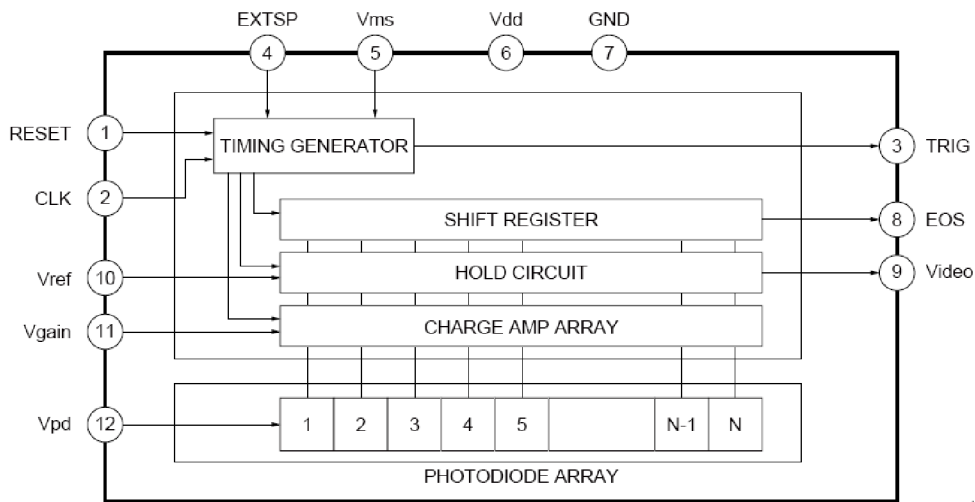 EXTSP Vms Vdd GND
4 5 6 7
RESET 1 TIMING GENERATOR 3 TRIG
CLK 2
SHIFT REGISTER 8 EOS
Vref 10 HOLD CIRCUIT 9 Video
Vgain 11 CHARGE AMP ARRAY
Vpd 12 1 2 3 4 5 N-1 N
PHOTODIODE ARRAY